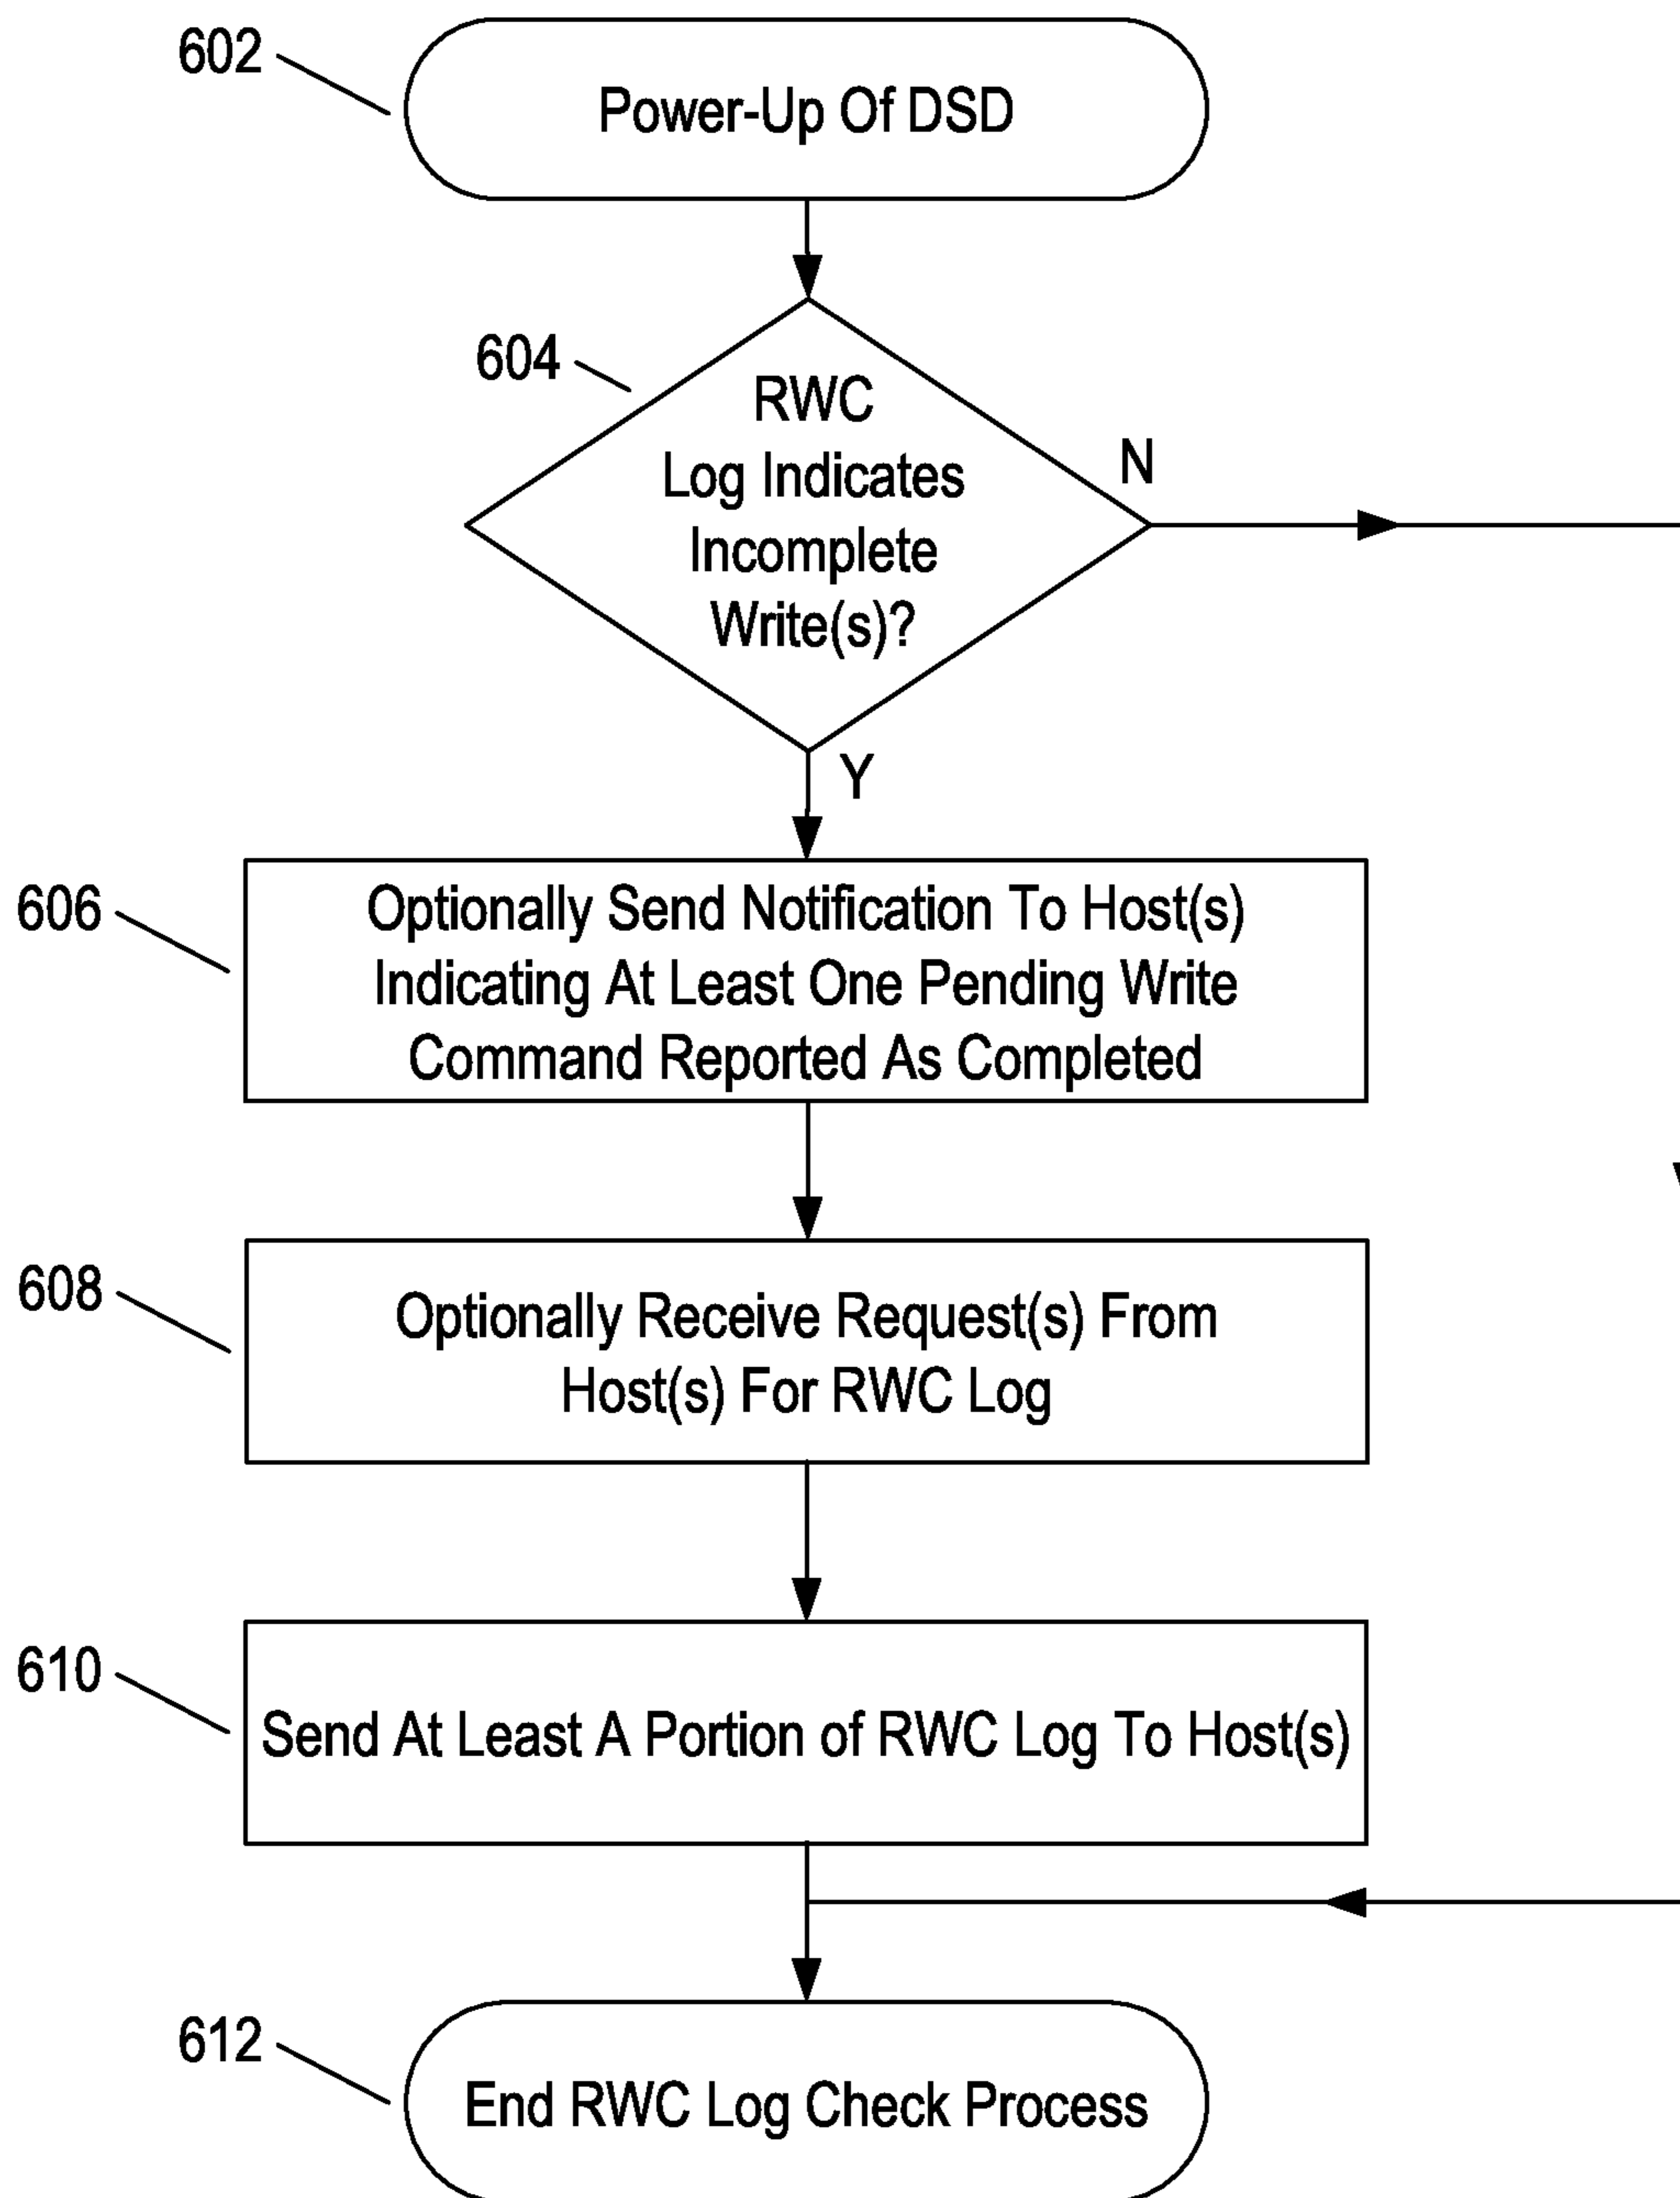 602
Power-Up Of DSD
604
RWC
Log Indicates
Incomplete
Write(s)?
N
Y
606
Optionally Send Notification To Host(s)
Indicating At Least One Pending Write
Command Reported As Completed
608
Optionally Receive Request(s) From
Host(s) For RWC Log
610
Send At Least A Portion of RWC Log To Host(s)
612
End RWC Log Check Process